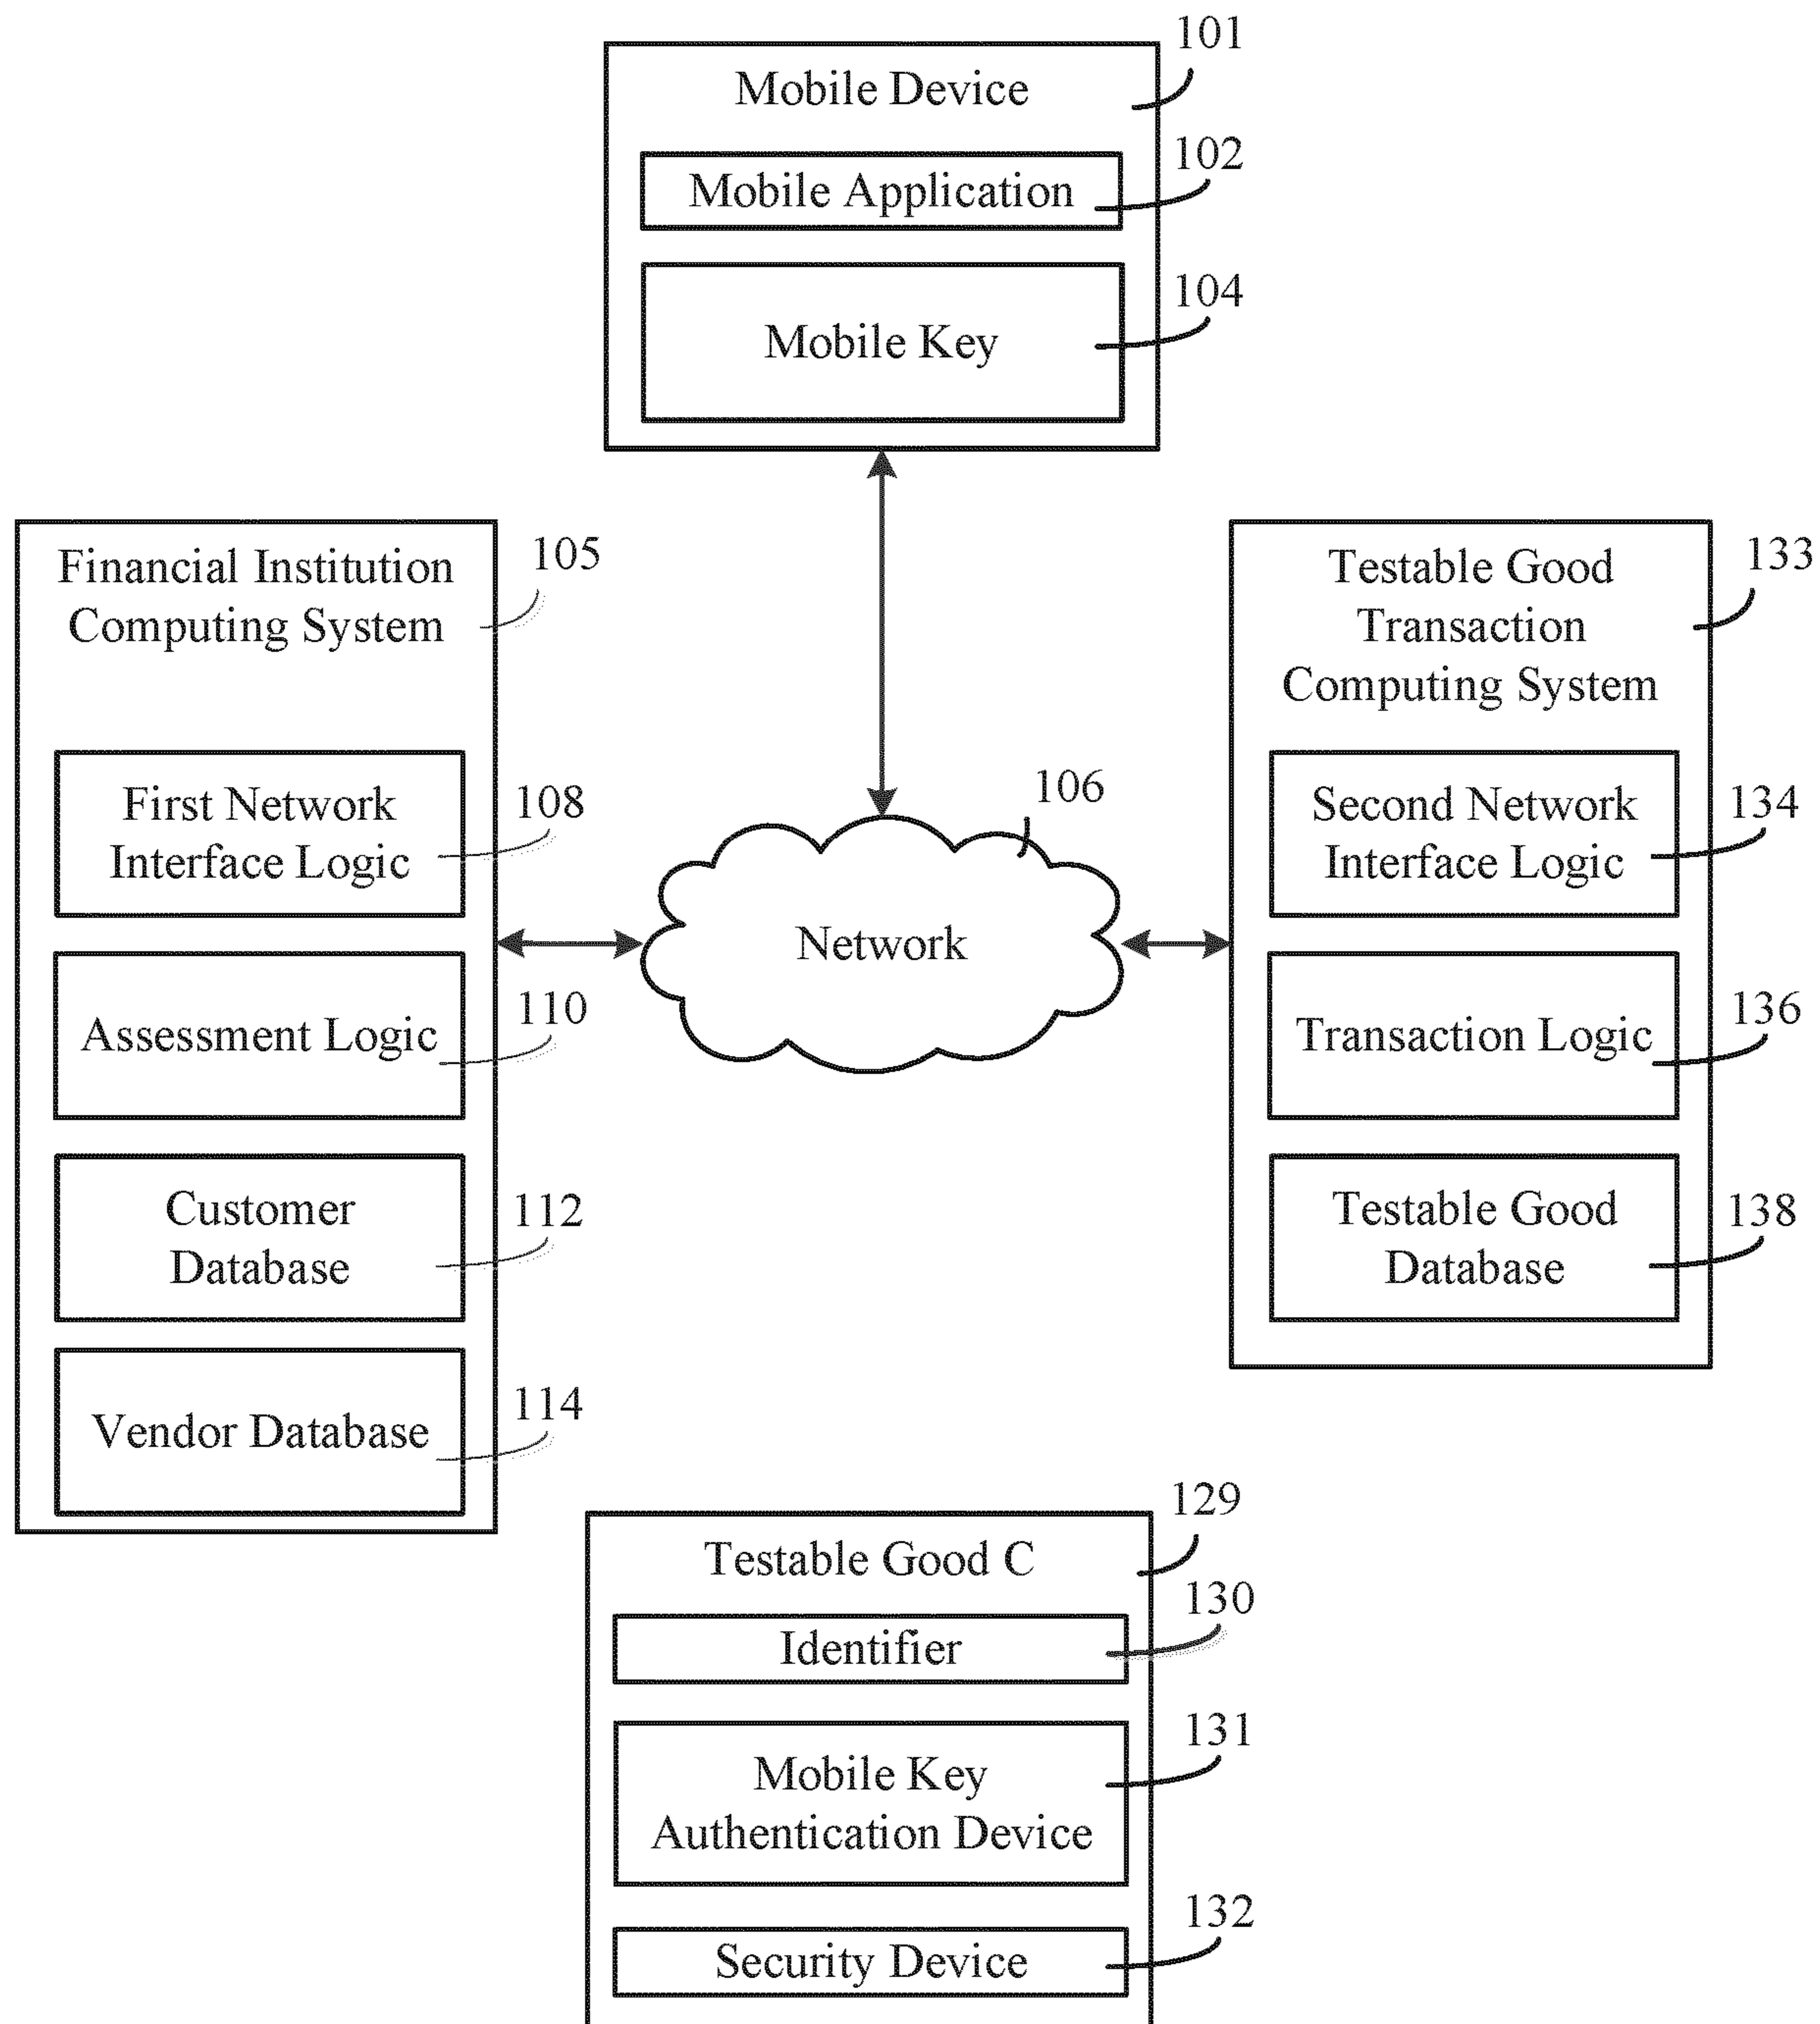 101
Mobile Device
102
Mobile Application
104
Mobile Key
Financial Institution
Computing System
105
First Network
Interface Logic
108
Assessment Logic
110
Customer
Database
112
Vendor Database
114
106
Network
Testable Good
Transaction
Computing System
133
Second Network
Interface Logic
134
Transaction Logic
136
Testable Good
Database
138
129
Testable Good C
130
Identifier
131
Mobile Key
Authentication Device
132
Security Device